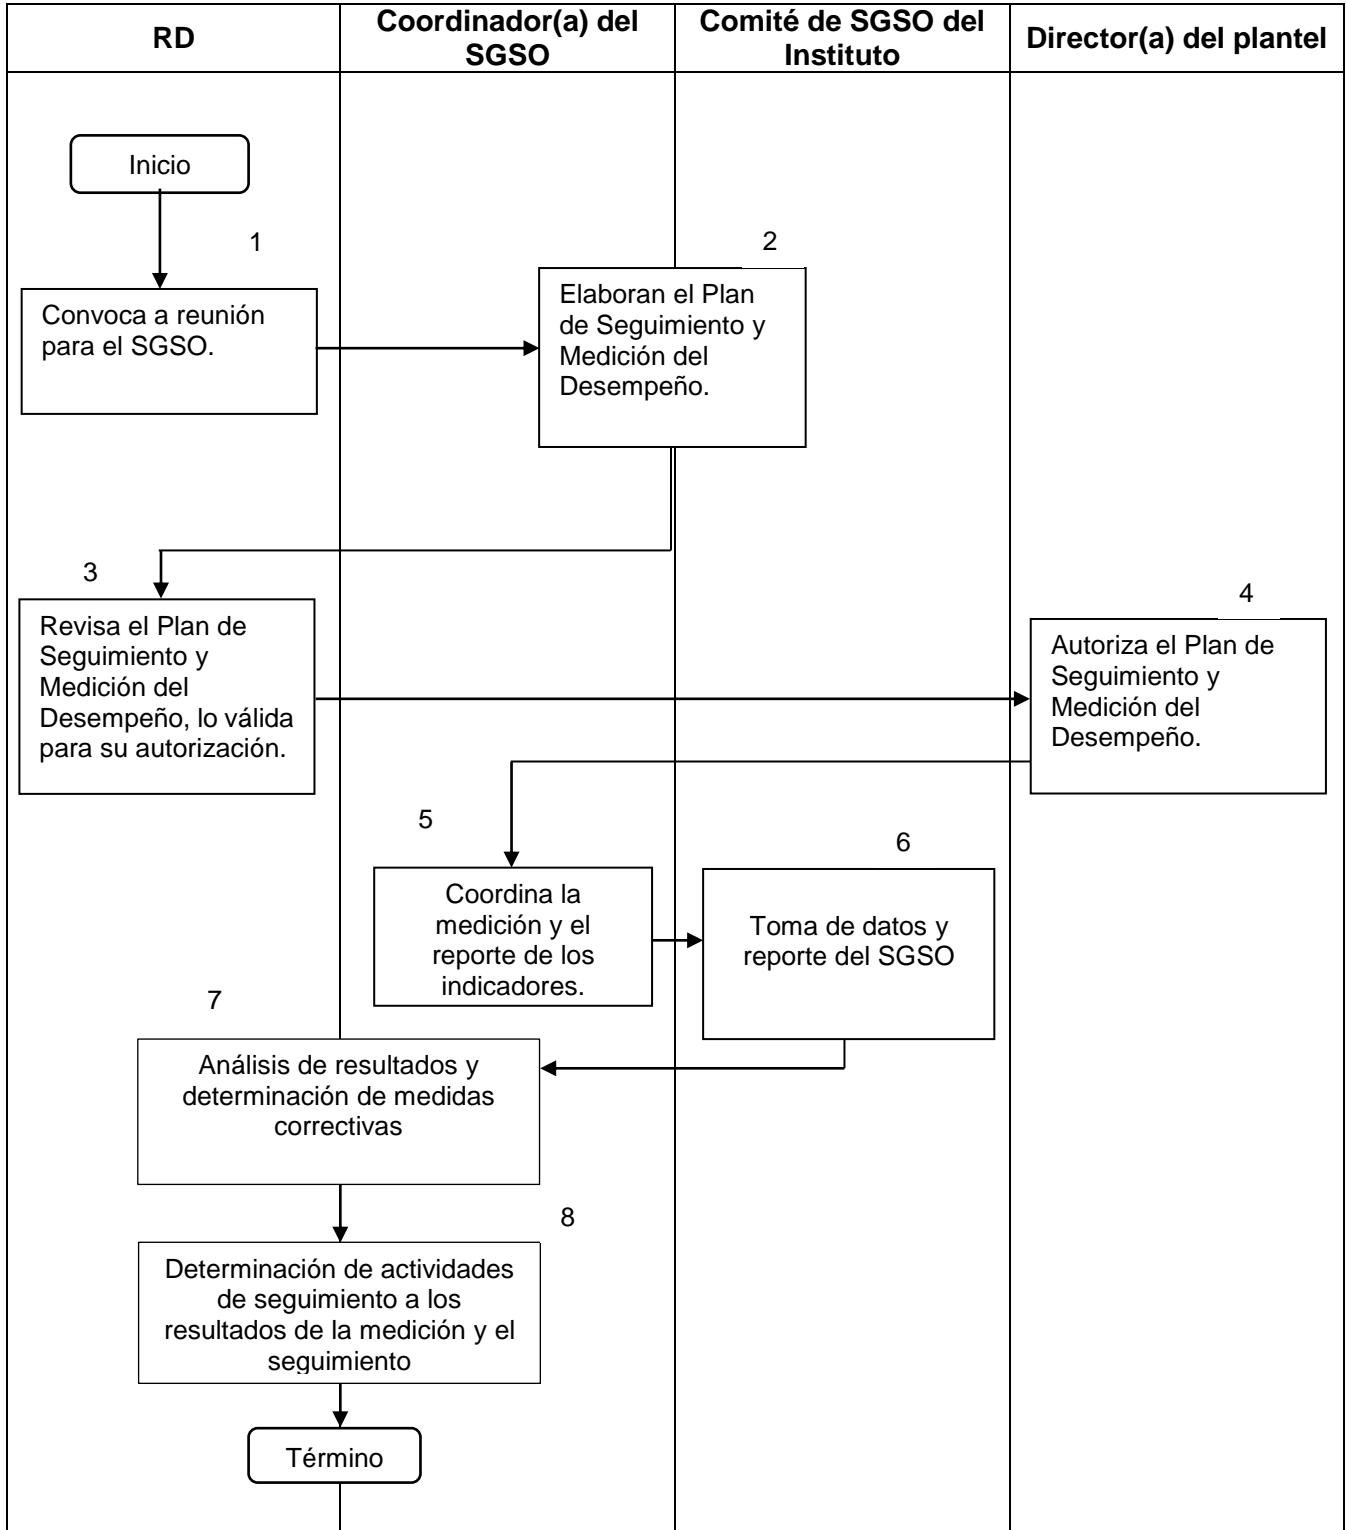 RD
Coordinador(a) del
SGSO
Comité de SGSO del
Instituto
Director(a) del plantel
Inicio
1
Convoca a reunión
para el SGSO.
2
Elaboran el Plan
de Seguimiento y
Medición del
Desempeño.
3
Revisa el Plan de
Seguimiento y
Medición del
Desempeño, lo válida
para su autorización.
4
Autoriza el Plan de
Seguimiento y
Medición del
Desempeño.
5
Coordina la
medición y el
reporte de los
indicadores.
6
Toma de datos y
reporte del SGSO
7
Análisis de resultados y
determinación de medidas
correctivas
8
Determinación de actividades
de seguimiento a los
resultados de la medición y el
seguimiento
Término